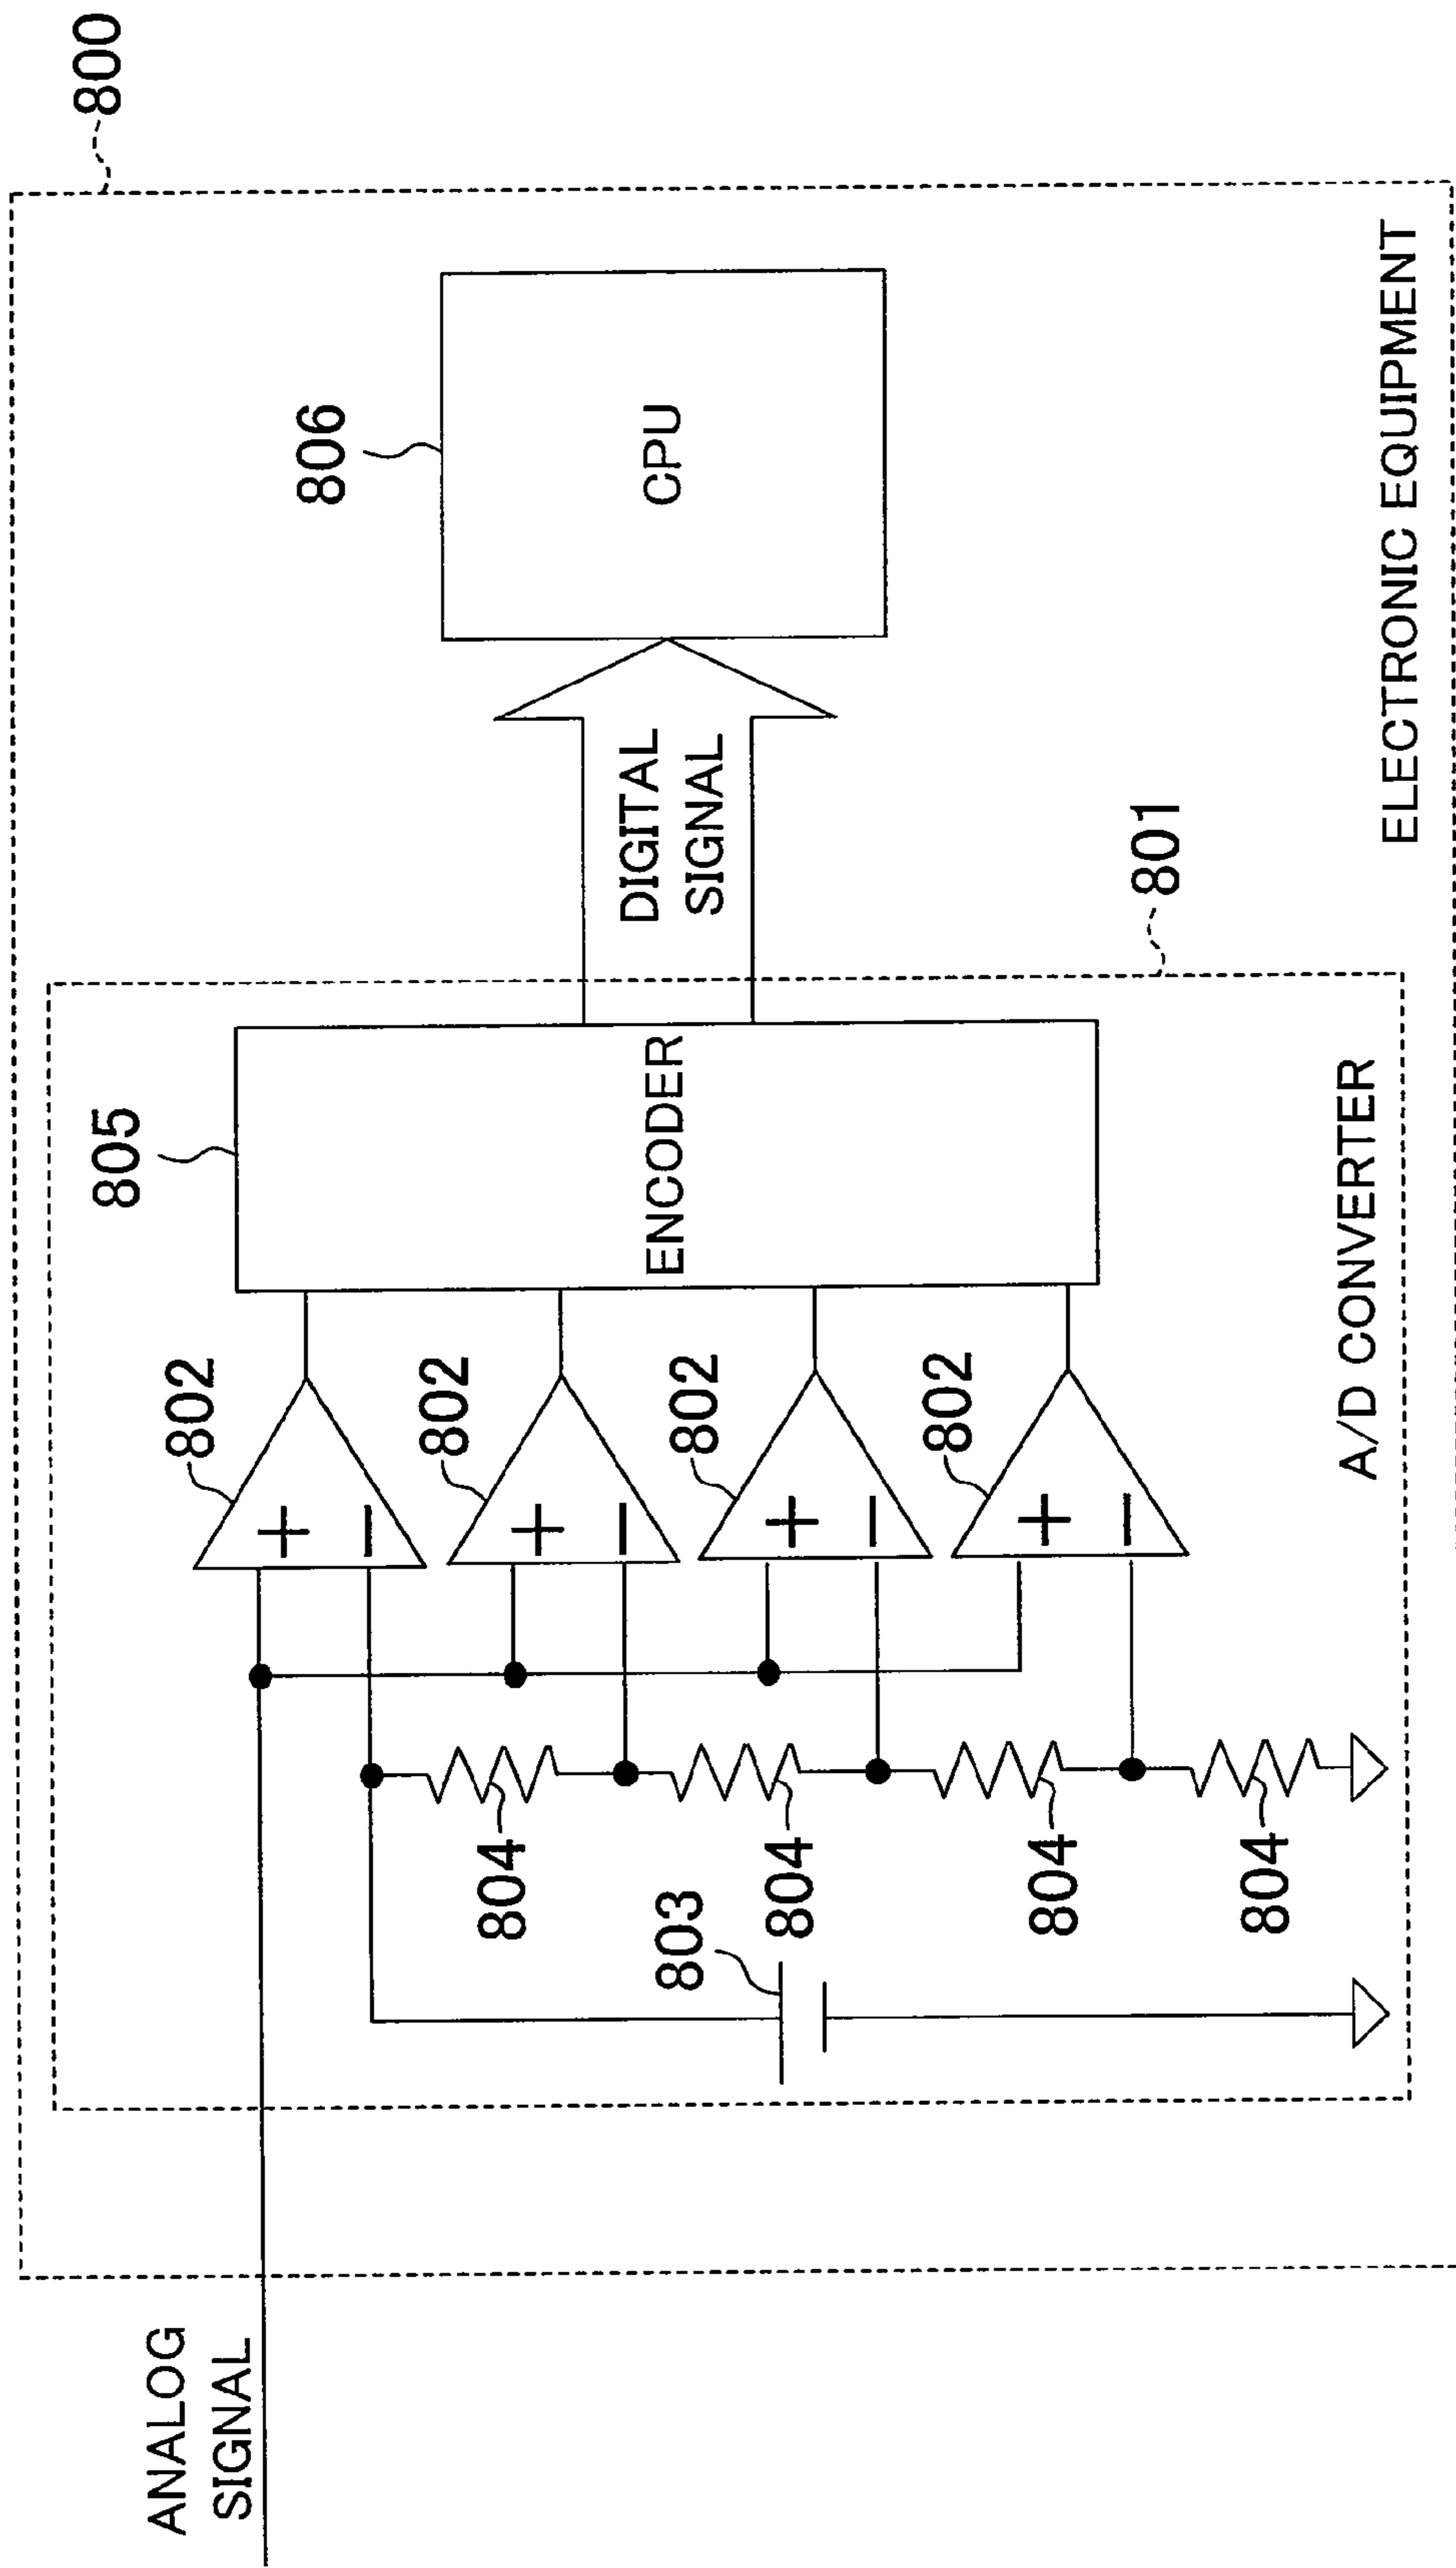 800
806
CPU
DIGITAL
SIGNAL
ELECTRONIC EQUIPMENT
801
805
ENCODER
A/D CONVERTER
802
802
802
802
+
−
+
−
+
−
+
−
804
804
804
804
803
ANALOG
SIGNAL